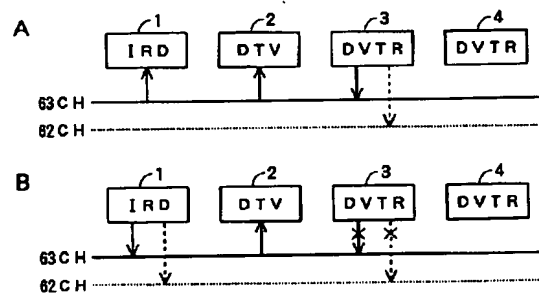 A
1 2 3 4
IRD DTV DVTR DVTR
63CH
62CH
B
1 2 3 4
IRD DTV DVTR DVTR
63CH
62CH